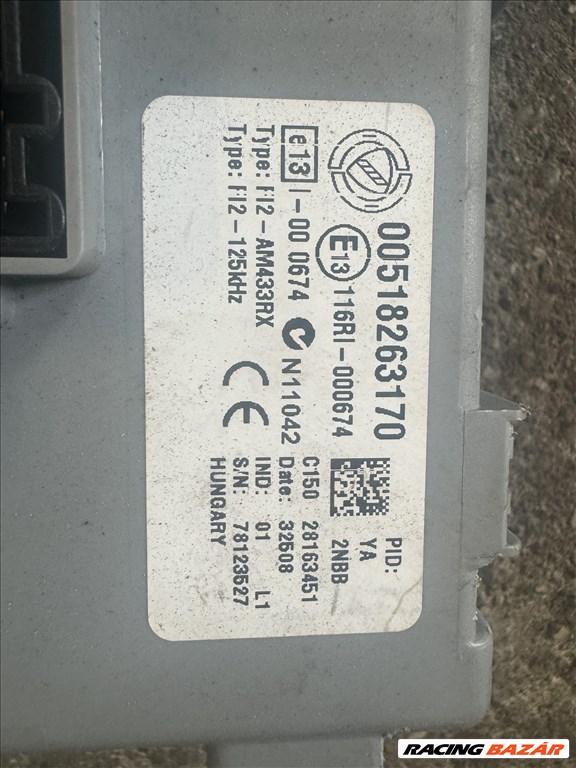 00518263170
PID:
YA
2NBB
E13 116RI-000674
e13 I-00 0674
N11042
Type: FI2-AM433RX
Type: FI2-125kHz
CE
C150 28163451
Date: 32508
IND: 01 L1
S/N: 78123527
HUNGARY
RACING BAZÁR